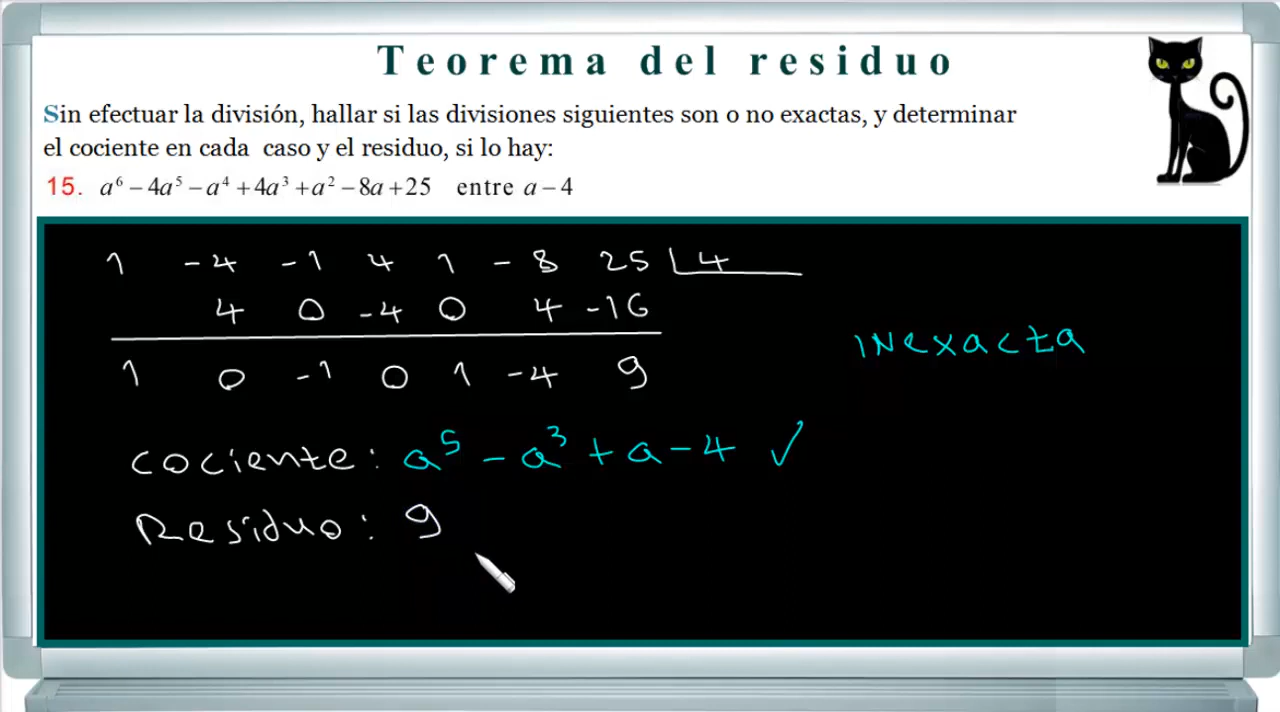 Teorema del residuo
Sin efectuar la división, hallar si las divisiones siguientes son o no exactas, y determinar
el cociente en cada caso y el residuo, si lo hay:
15. a⁶ − 4a⁵ − a⁴ + 4a³ + a² − 8a + 25 entre a − 4
1 -4 -1 4 1 -8 25 4
4 0 -4 0 4 -16
inexacta
1 0 -1 0 1 -4 9
cociente: a⁵ - a³ + a - 4 ✓
Residuo: 9